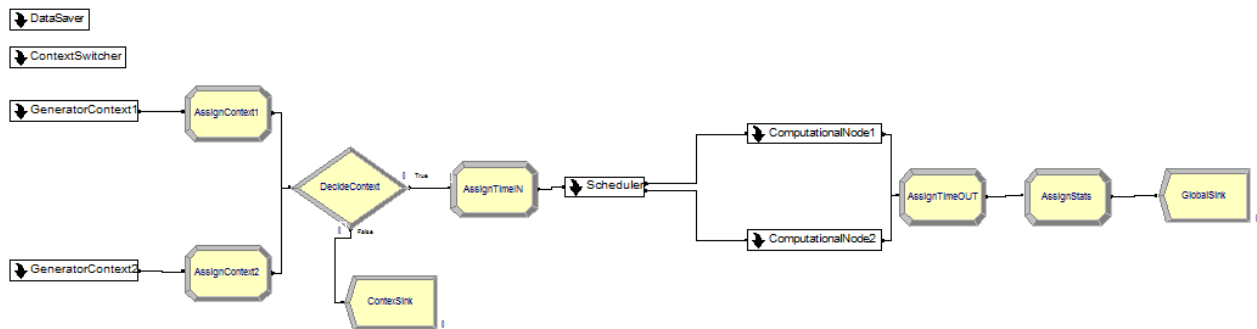 DataSaver
ContextSwitcher
GeneratorContext1
AssignContext1
GeneratorContext2
AssignContext2
DecideContext
True
False
ContexSink
AssignTimeIN
Scheduler
ComputationalNode1
ComputationalNode2
AssignTimeOUT
AssignStats
GlobalSink